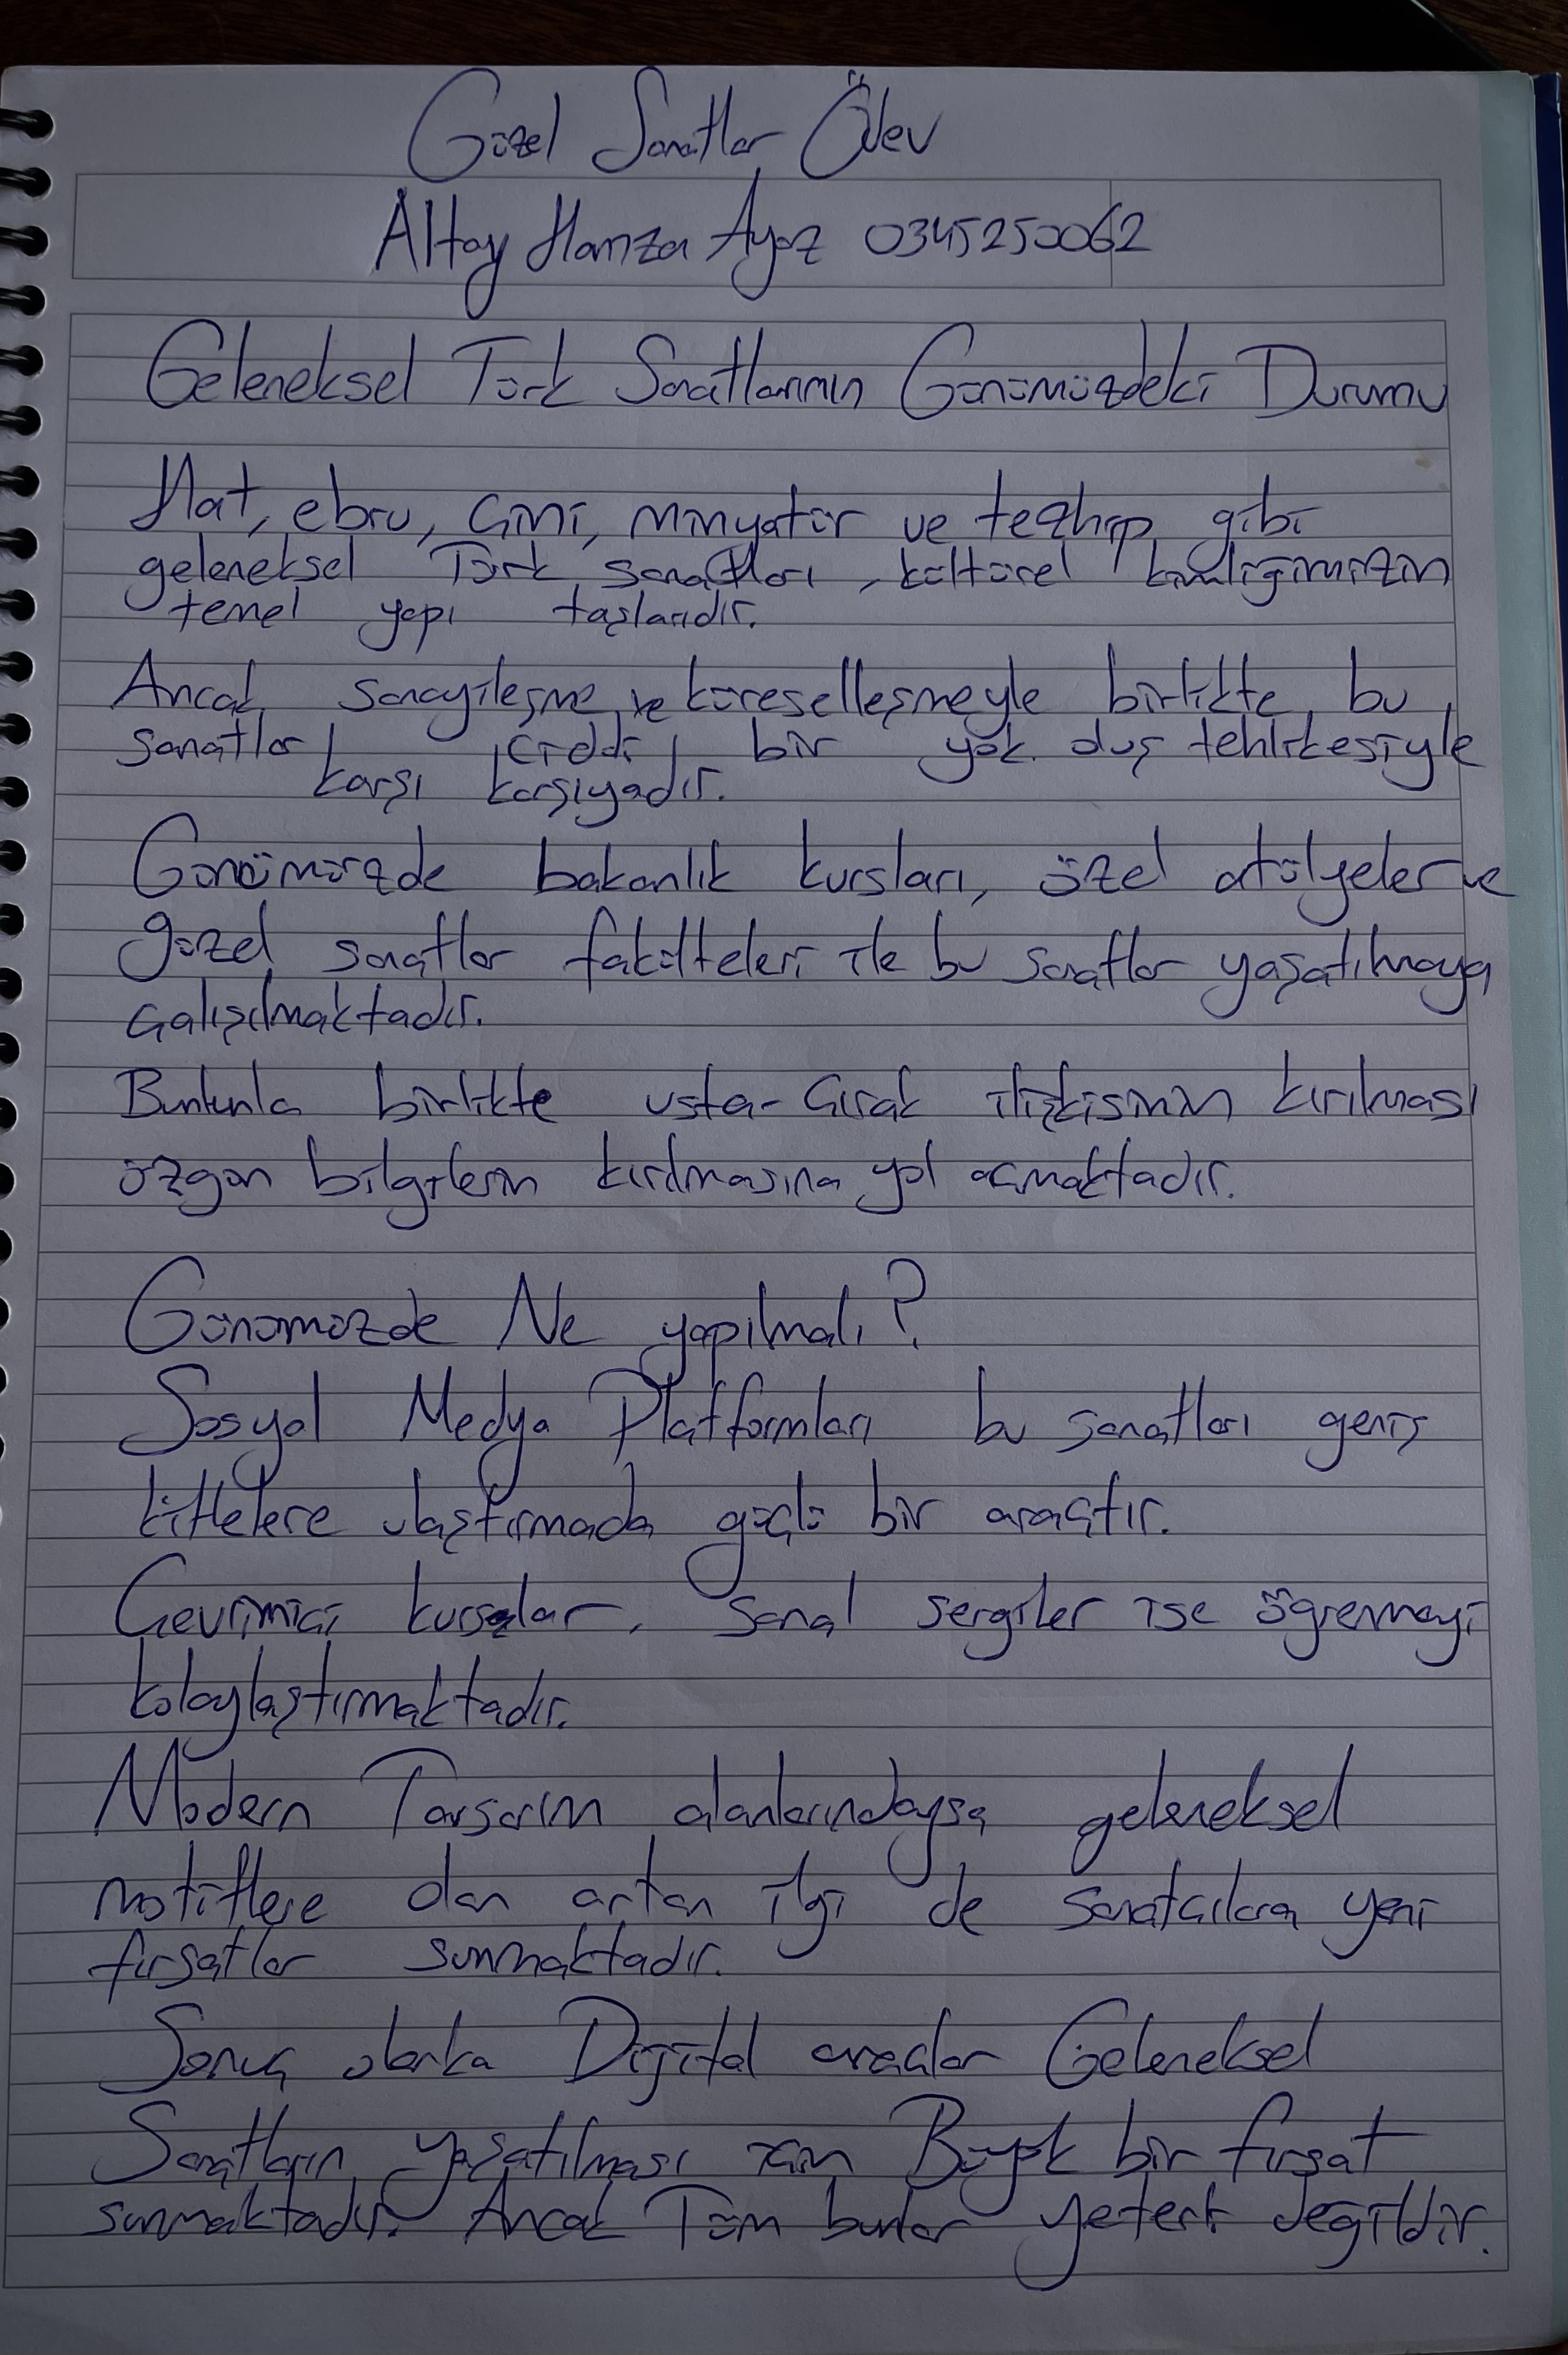 Güzel Sanatlar Ödev
Altay Hamza Ayaz 0345250062
Geleneksel Türk Sanatlarının Günümüzdeki Durumu
Hat, ebru, çini, minyatür ve tezhip gibi
geleneksel Türk sanatları, kültürel kimliğimizin
temel yapı taşlarıdır.
Ancak sanayileşme ve küreselleşmeyle birlikte bu
sanatlar ciddi bir yok oluş tehlikesiyle
karşı karşıyadır.
Günümüzde bakanlık kursları, özel atölyeler ve
güzel sanatlar fakülteleri ile bu sanatlar yaşatılmaya
çalışılmaktadır.
Bununla birlikte usta-çırak ilişkisinin kırılması
özgün bilgilerin kırılmasına yol açmaktadır.
Günümüzde Ne yapılmalı?
Sosyal Medya Platformları bu sanatları geniş
kitlelere ulaştırmada güçlü bir araçtır.
Çevrimiçi kurslar, sanal sergiler ise öğrenmeyi
kolaylaştırmaktadır.
Modern Tarsarım alanlarındaysa geleneksel
motiflere olan artan ilgi de sanatçılara yeni
fırsatlar sunmaktadır.
Sonuç olarka Dijital araçlar Geleneksel
Sanatların yaşatılması için Büyük bir fırsat
sunmaktadır. Ancak Tüm bunlar yeterli değildir.